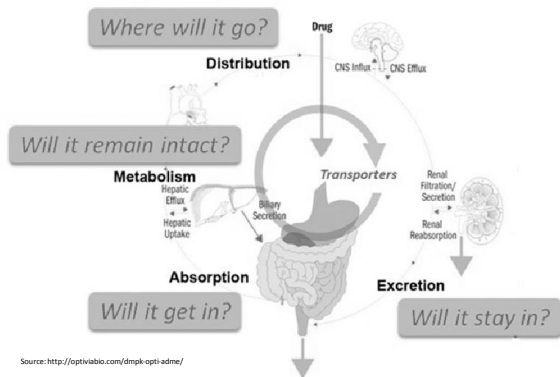 Where will it go?
Drug
CNS Influx
CNS Efflux
Distribution
Will it remain intact?
Metabolism
Transporters
Hepatic
Efflux
Hepatic
Uptake
Biliary
Secretion
Renal
Filtration/
Secretion
Renal
Reabsorption
Absorption
Excretion
Will it get in?
Will it stay in?
Source: http://optiviabio.com/dmpk-opti-adme/